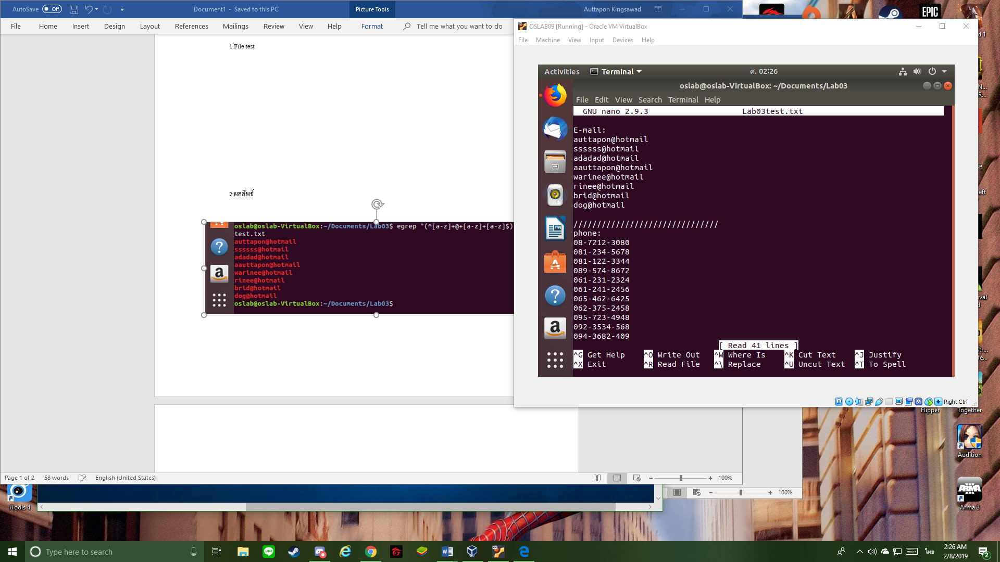 AutoSave Off Document1 - Saved to this PC Picture Tools Auttapon Kingsawad
File Home Insert Design Layout References Mailings Review View Help Format Tell me what you want to do
1.File test
2.ผลลัพธ์
oslab@oslab-VirtualBox:~/Documents/Lab03$ egrep "(^[a-z]+@+[a-z]+[a-z]$)
test.txt
auttapon@hotmail
ssssss@hotmail
adadad@hotmail
aauttapon@hotmail
warinee@hotmail
rinee@hotmail
brid@hotmail
dog@hotmail
oslab@oslab-VirtualBox:~/Documents/Lab03$
Page 1 of 2 58 words English (United States) 100%
100%
OSLAB09 [Running] - Oracle VM VirtualBox
File Machine View Input Devices Help
Activities Terminal ศ. 02:26
oslab@oslab-VirtualBox: ~/Documents/Lab03
File Edit View Search Terminal Help
GNU nano 2.9.3 Lab03test.txt
E-mail:
auttapon@hotmail
ssssss@hotmail
adadad@hotmail
aauttapon@hotmail
warinee@hotmail
rinee@hotmail
brid@hotmail
dog@hotmail
///////////////////////////////
phone:
08-7212-3080
081-234-5678
081-122-3344
089-574-8672
061-231-2324
061-241-2456
065-462-6425
062-375-2458
095-723-4948
092-3534-568
094-3682-409
[ Read 41 lines ]
^G Get Help ^O Write Out ^W Where Is ^K Cut Text ^J Justify
^X Exit ^R Read File ^\ Replace ^U Uncut Text ^T To Spell
Right Ctrl
EPIC
Flipper
Together
Audition
ARMA
Arma 3
iTools 4
Type here to search
ไทย
2:26 AM
2/8/2019
2